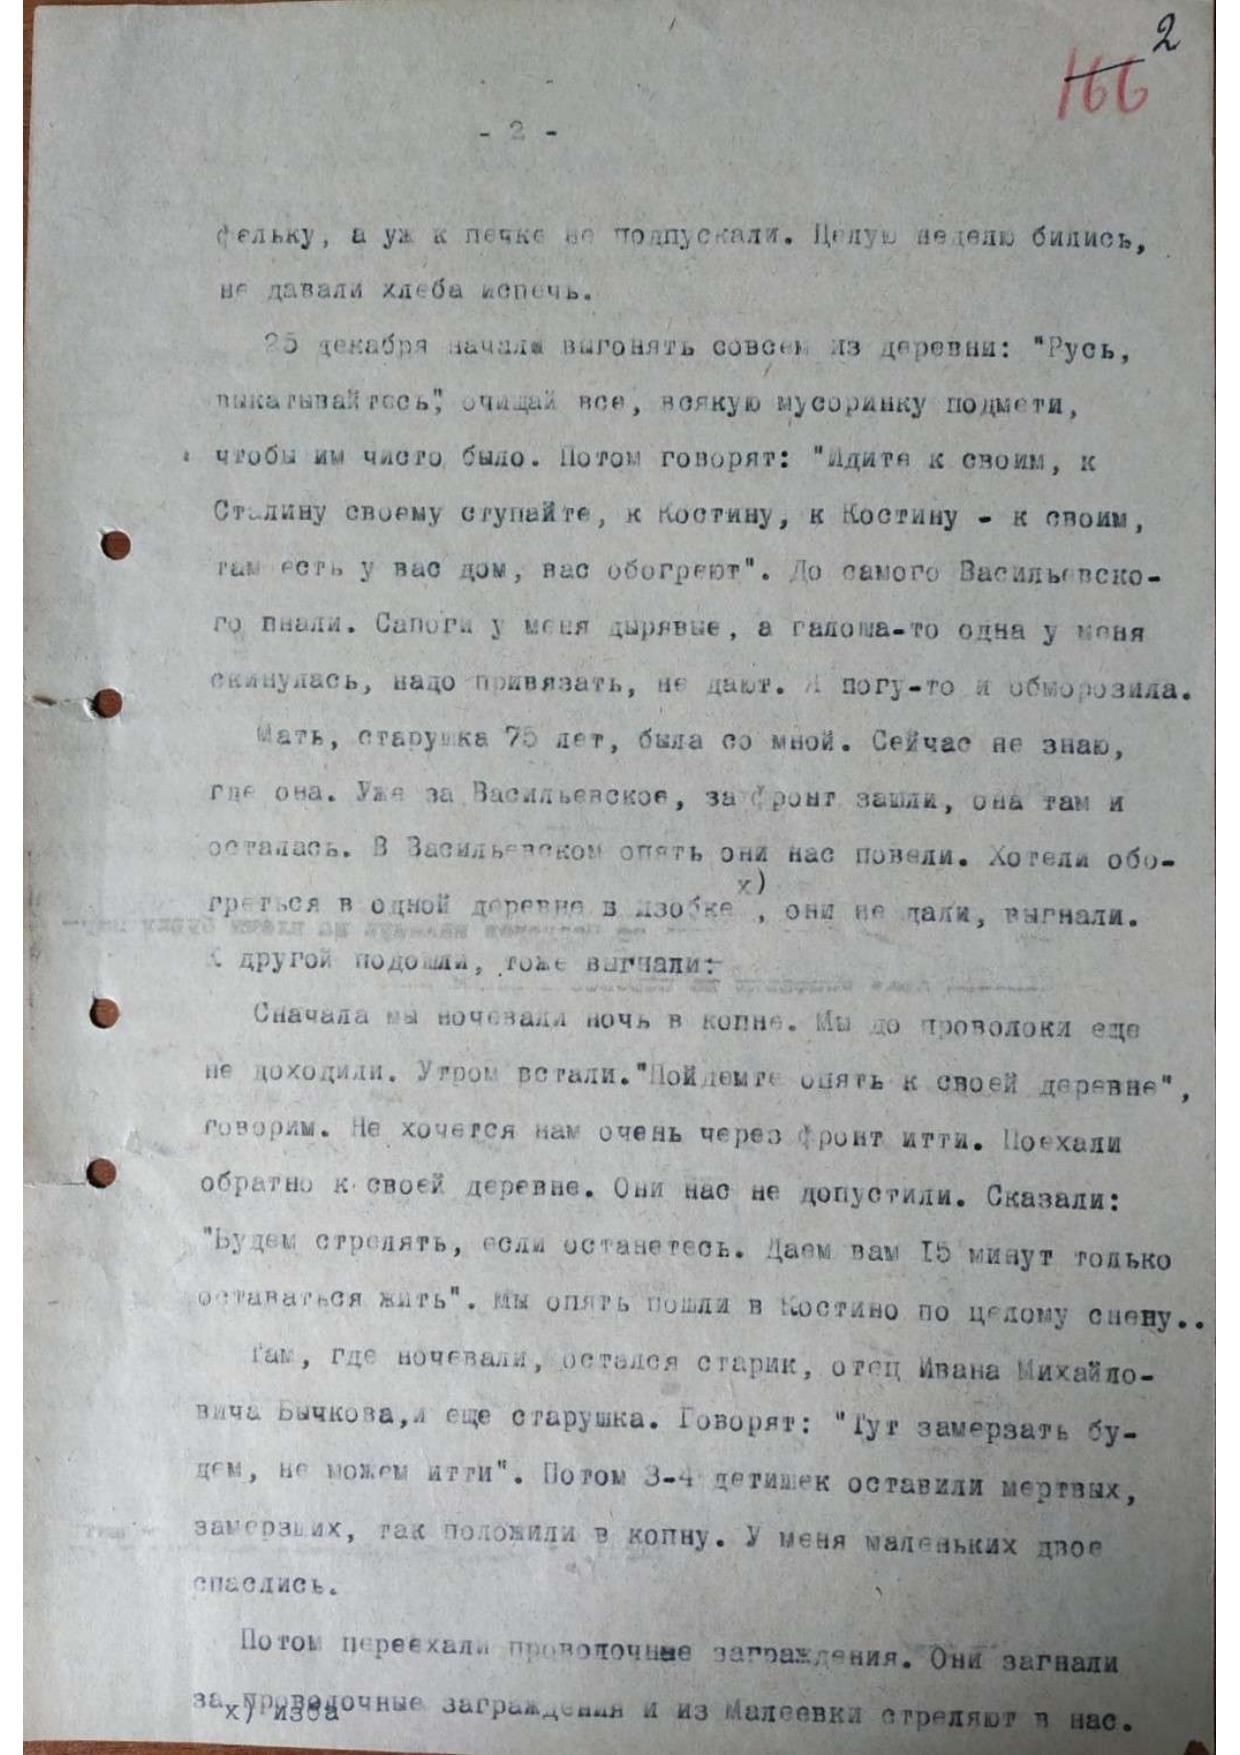 2
166
- 2 -
фельку, а уж к печке не подпускали. Целую неделю бились,
не давали хлеба испечь.
25 декабря начали выгонять совсем из деревни: "Русь,
выкатывайтесь", очищай все, всякую мусоринку подмети,
чтобы им чисто было. Потом говорят: "Идите к своим, к
Сталину своему ступайте, к Костину, к Костину - к своим,
там есть у вас дом, вас обогреют". До самого Васильевско-
го гнали. Сапоги у меня дырявые, а галоша-то одна у меня
скинулась, надо привязать, не дают. Я ногу-то и обморозила.
Мать, старушка 75 лет, была со мной. Сейчас не знаю,
где она. Уже за Васильевское, за фронт зашли, она там и
осталась. В Васильевском опять они нас повели. Хотели обо-
греться в одной деревне в изобке х), они не дали, выгнали.
К другой подошли, тоже выгнали.
Сначала мы ночевали ночь в копне. Мы до проволоки еще
не доходили. Утром встали. "Пойдемте опять к своей деревне",
говорим. Не хочется нам очень через фронт итти. Поехали
обратно к своей деревне. Они нас не допустили. Сказали:
"Будем стрелять, если останетесь. Даем вам 15 минут только
оставаться жить". Мы опять пошли в Костино по целому снегу..
Там, где ночевали, остался старик, отец Ивана Михайло-
вича Бычкова, и еще старушка. Говорят: "Тут замерзать бу-
дем, не можем итти". Потом 3-4 детишек оставили мертвых,
замерзших, так положили в копну. У меня маленьких двое
спаслись.
Потом переехали проволочные заграждения. Они загнали
за проволочные заграждения и из Малеевки стреляют в нас.
х) изба